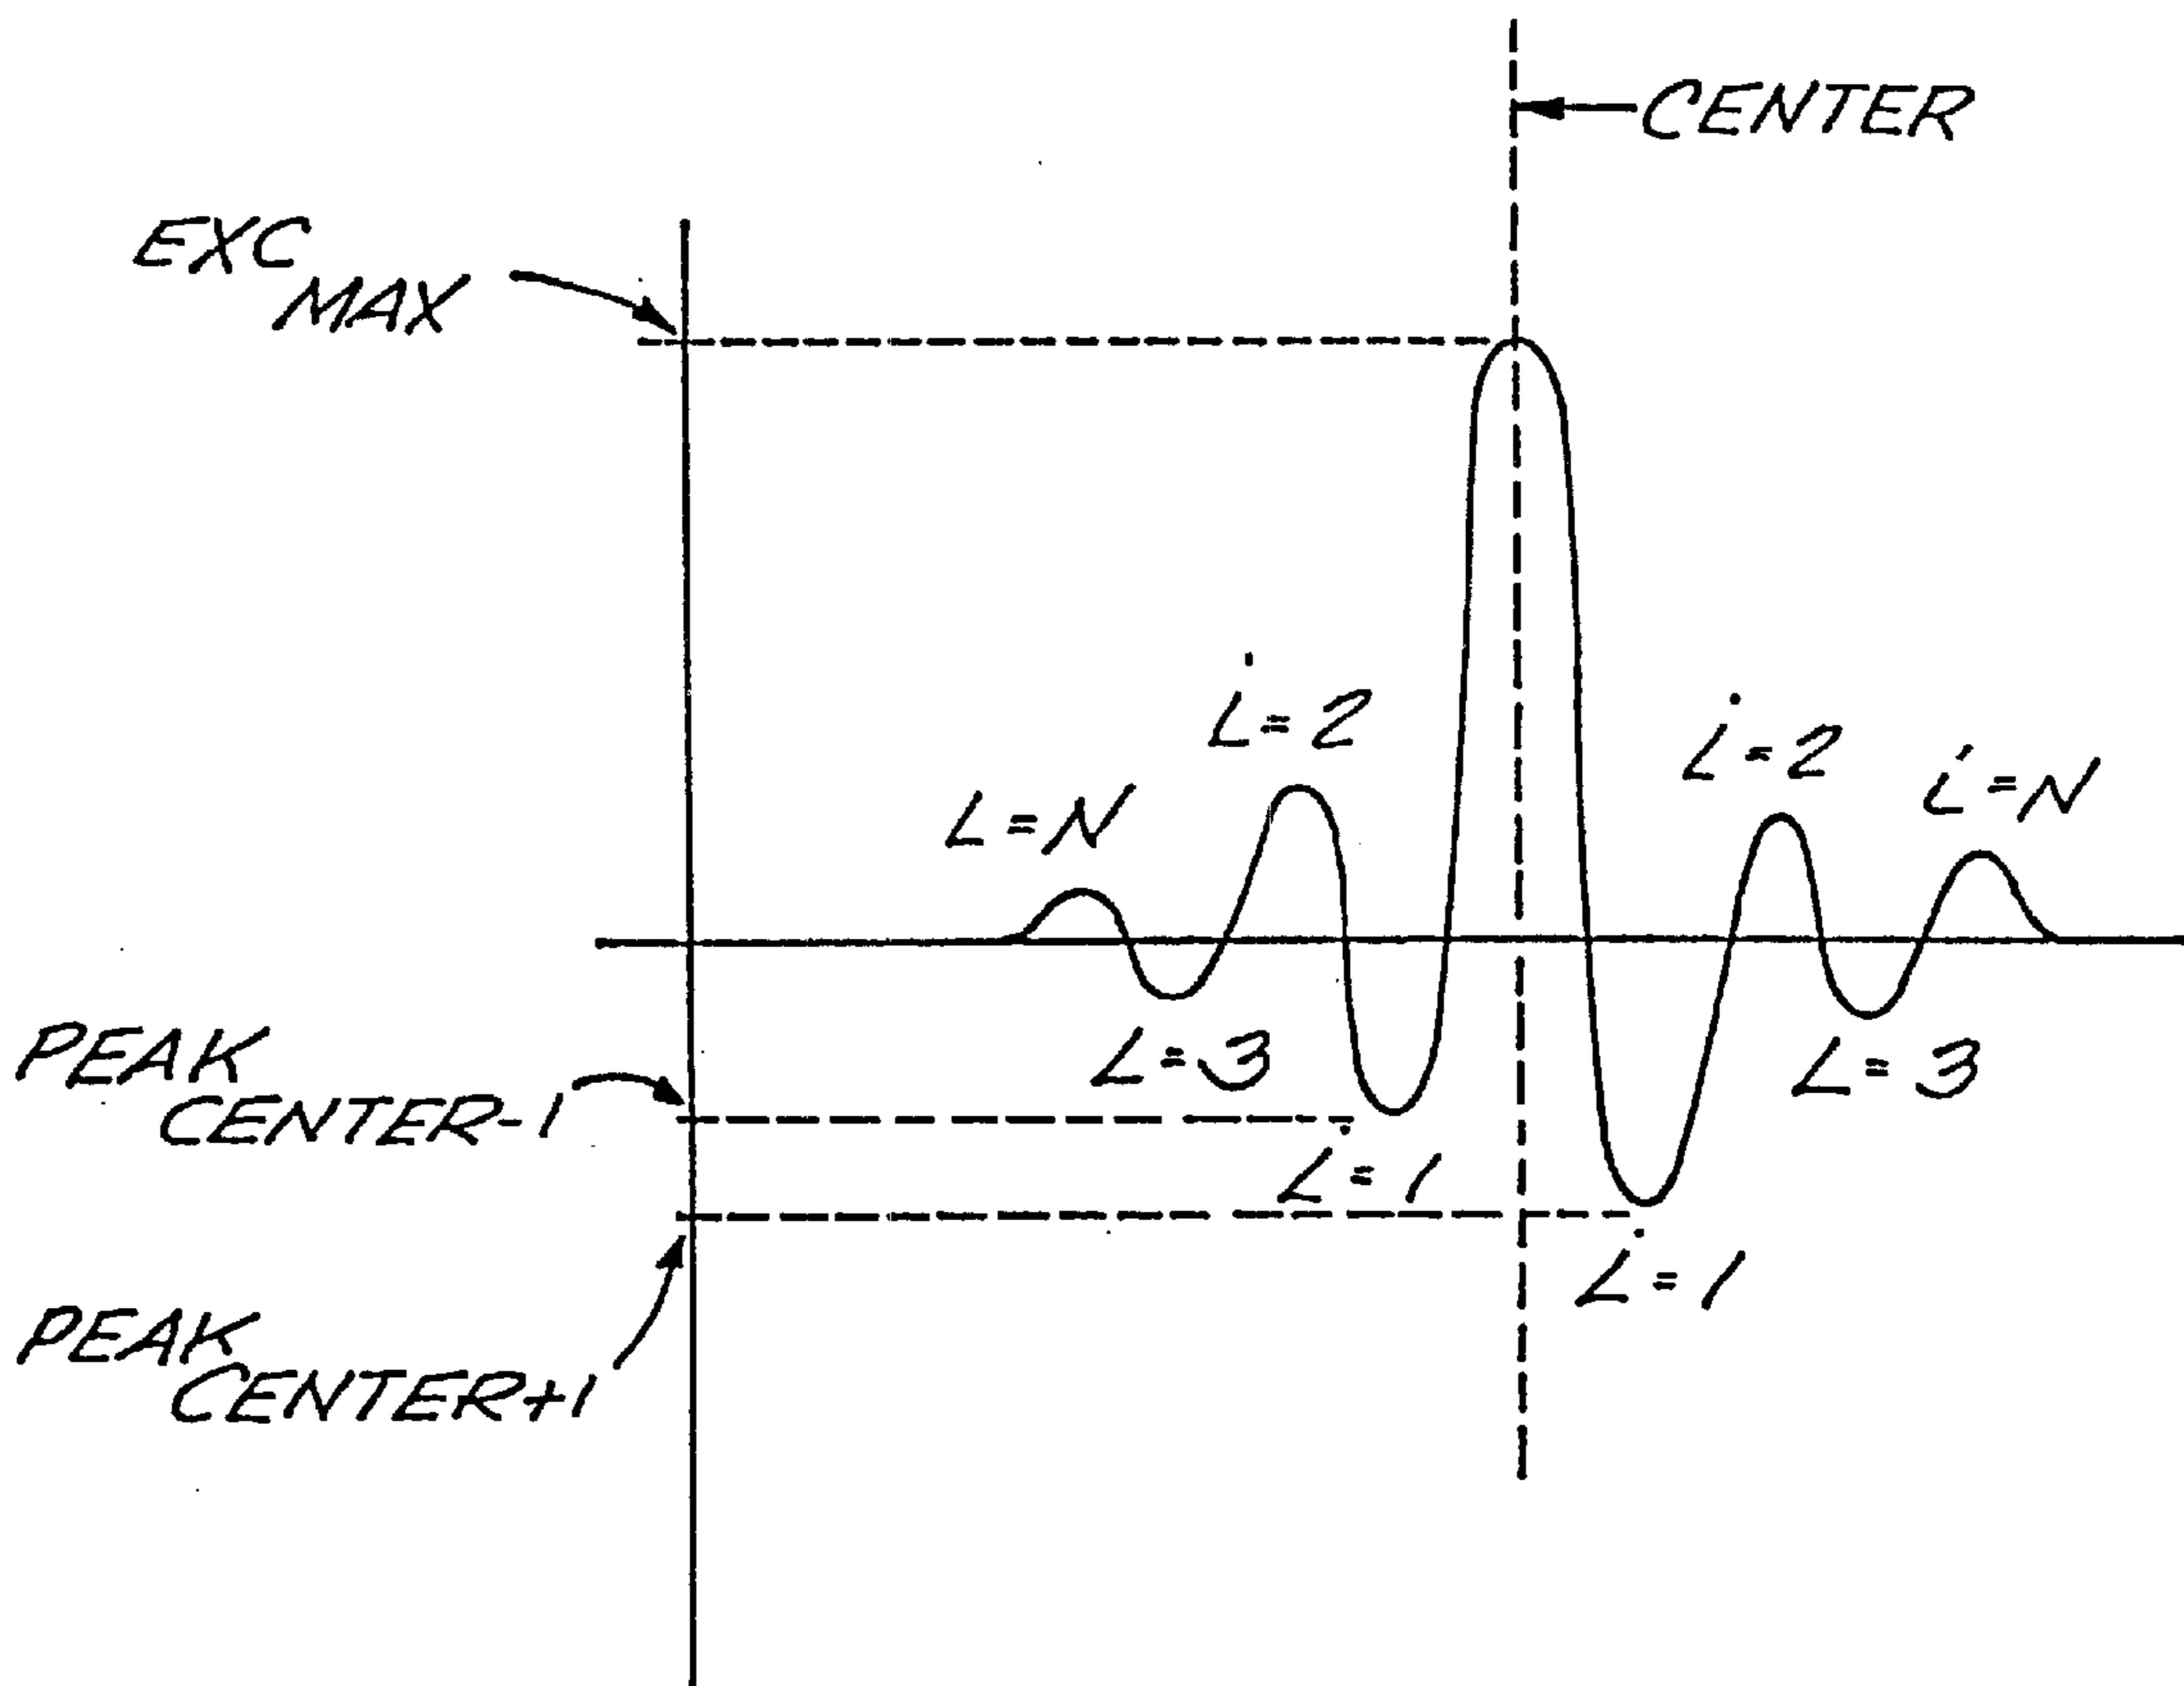 CENTER
EXC
MAX
i=2
i=2
i=N
i=N
PEAK
CENTER-1
i=3
i=3
i=1
i=1
PEAK
CENTER+1